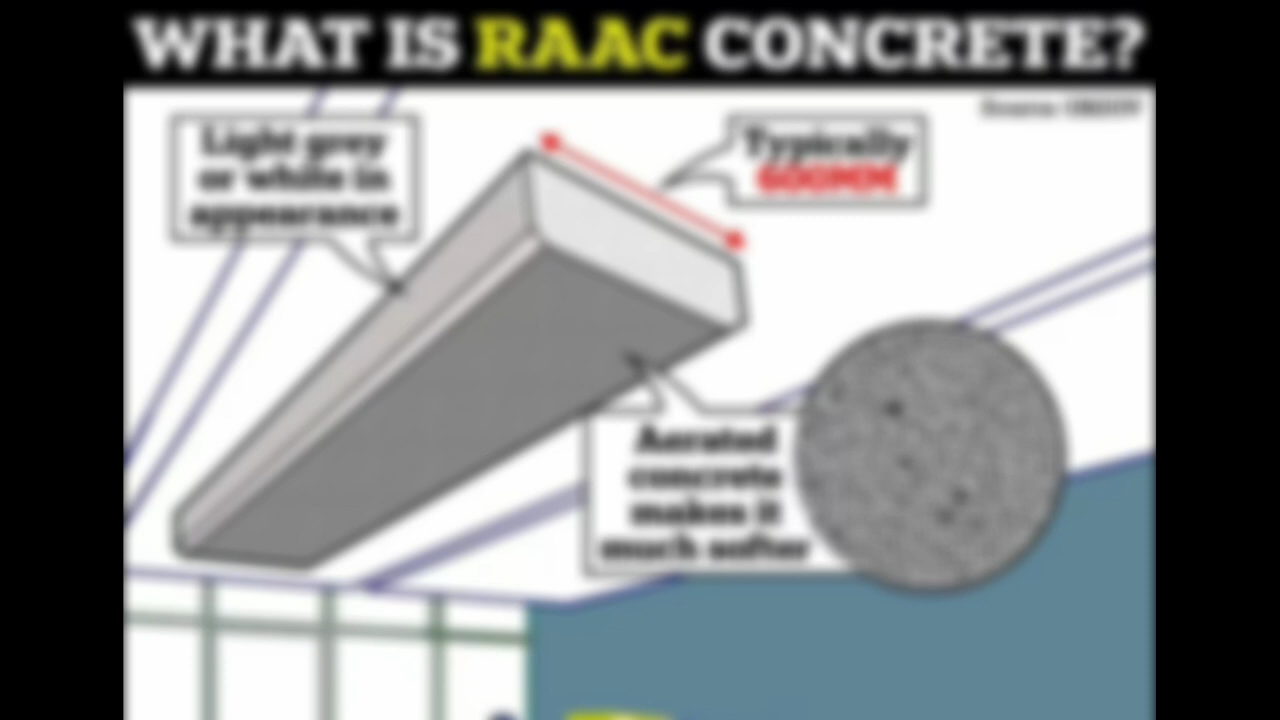 WHAT IS RAAC CONCRETE?
Light grey
or white in
appearance
Typically
600MM
Aerated
concrete
makes it
much softer